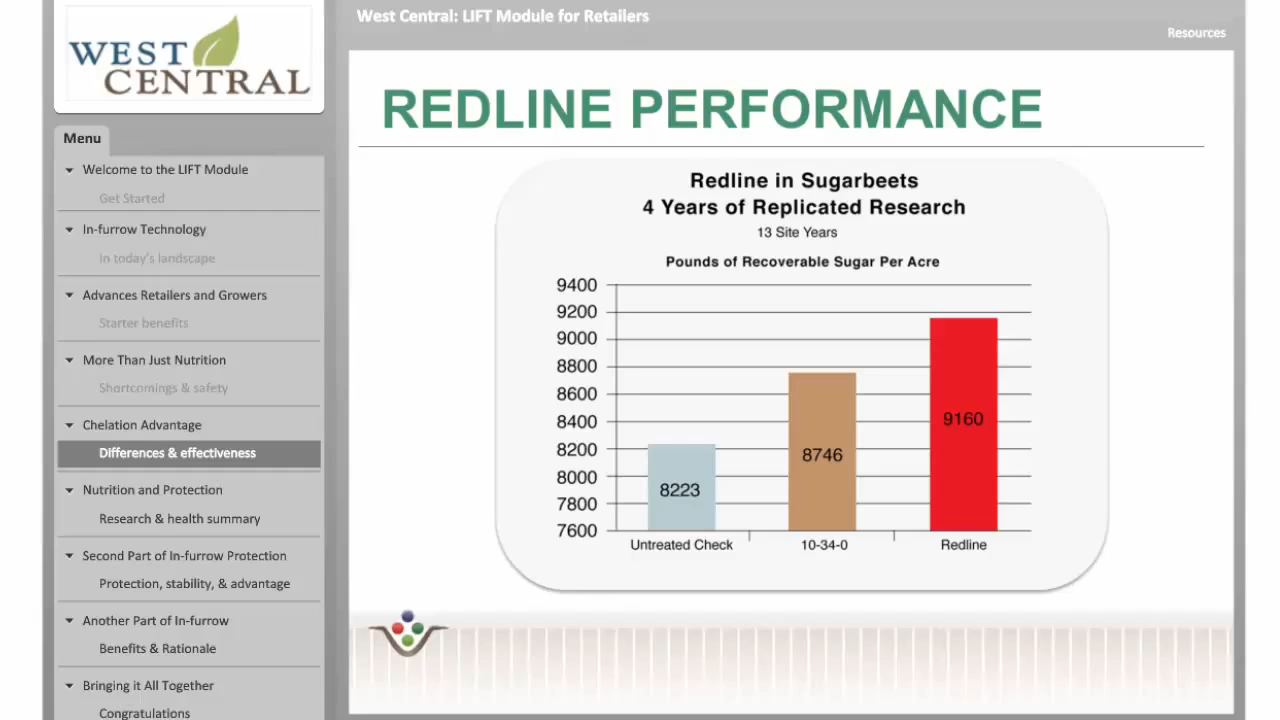 WEST
CENTRAL
West Central: LIFT Module for Retailers
Resources
Menu
Welcome to the LIFT Module
Get Started
In-furrow Technology
In today's landscape
Advances Retailers and Growers
Starter benefits
More Than Just Nutrition
Shortcomings & safety
Chelation Advantage
Differences & effectiveness
Nutrition and Protection
Research & health summary
Second Part of In-furrow Protection
Protection, stability, & advantage
Another Part of In-furrow
Benefits & Rationale
Bringing it All Together
Congratulations
REDLINE PERFORMANCE
Redline in Sugarbeets
4 Years of Replicated Research
13 Site Years
Pounds of Recoverable Sugar Per Acre
9400
9200
9000
8800
8600
8400
8200
8000
7800
7600
8223
8746
9160
Untreated Check
10-34-0
Redline